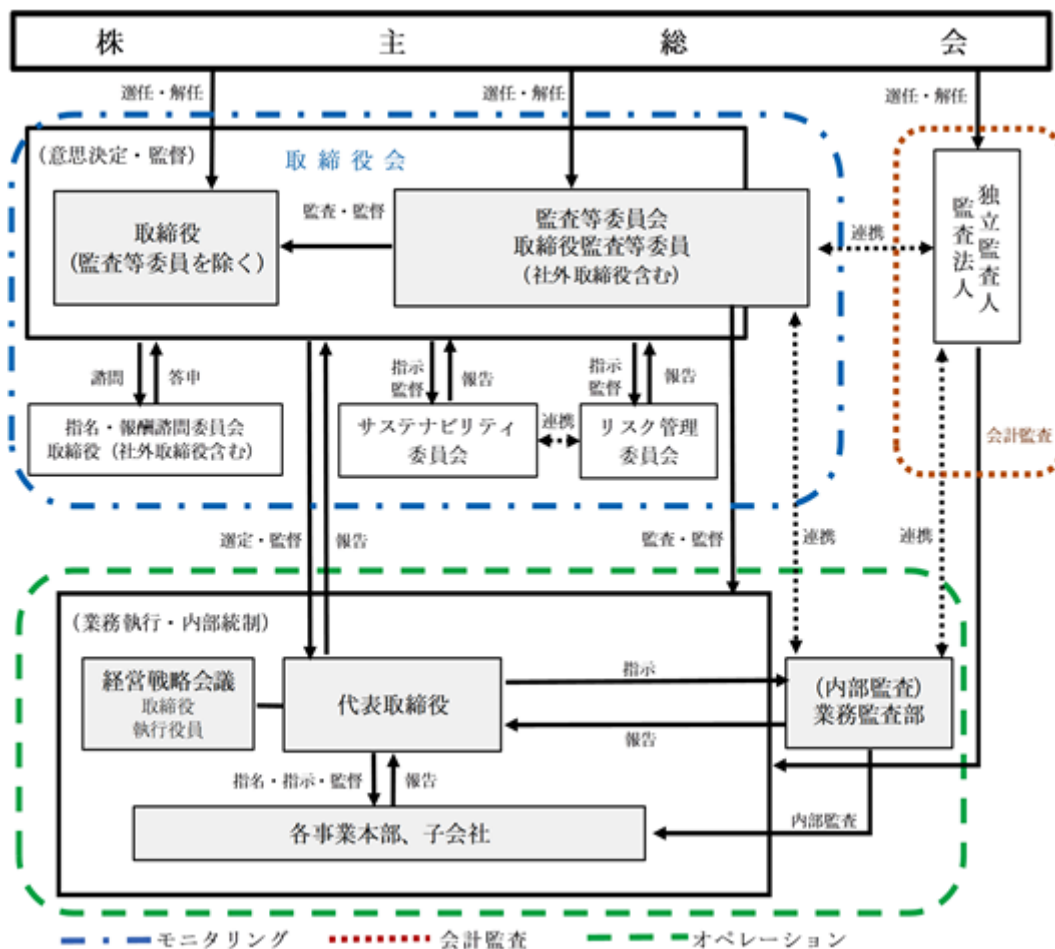 株主総会
選任・解任
選任・解任
選任・解任
(意思決定・監督)
取締役会
取締役
(監査等委員を除く)
監査・監督
監査等委員会
取締役監査等委員
(社外取締役含む)
連携
独立監査人
監査法人
諮問
答申
指示
監督
報告
指示
監督
報告
指名・報酬諮問委員会
取締役(社外取締役含む)
サステナビリティ
委員会
連携
リスク管理
委員会
会計監査
選定・監督
報告
監査・監督
連携
連携
(業務執行・内部統制)
経営戦略会議
取締役
執行役員
代表取締役
指示
報告
(内部監査)
業務監査部
指名・指示・監督
報告
各事業本部、子会社
内部監査
モニタリング
会計監査
オペレーション